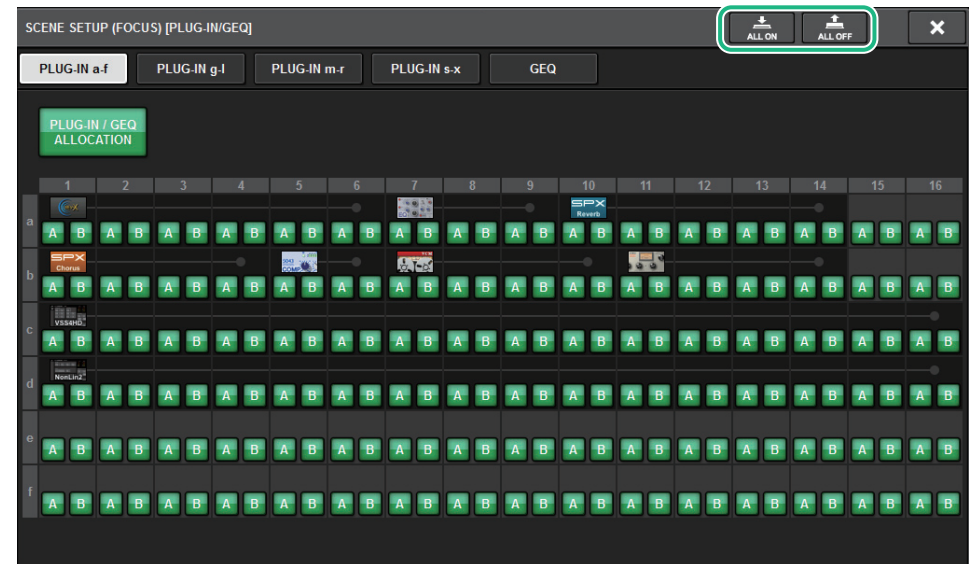 SCENE SETUP (FOCUS) [PLUG-IN/GEQ]
ALL ON ALL OFF
PLUG-IN a-f PLUG-IN g-l PLUG-IN m-r PLUG-IN s-x GEQ
PLUG-IN / GEQ
ALLOCATION
1 2 3 4 5 6 7 8 9 10 11 12 13 14 15 16
SPX
Reverb
a
A B A B A B A B A B A B A B A B A B A B A B A B A B A B A B A B
SPX
Chorus
COMP
b
A B A B A B A B A B A B A B A B A B A B A B A B A B A B A B A B
VSS4HD
c
A B A B A B A B A B A B A B A B A B A B A B A B A B A B A B A B
NonLin2
d
A B A B A B A B A B A B A B A B A B A B A B A B A B A B A B A B
e
A B A B A B A B A B A B A B A B A B A B A B A B A B A B A B A B
f
A B A B A B A B A B A B A B A B A B A B A B A B A B A B A B A B